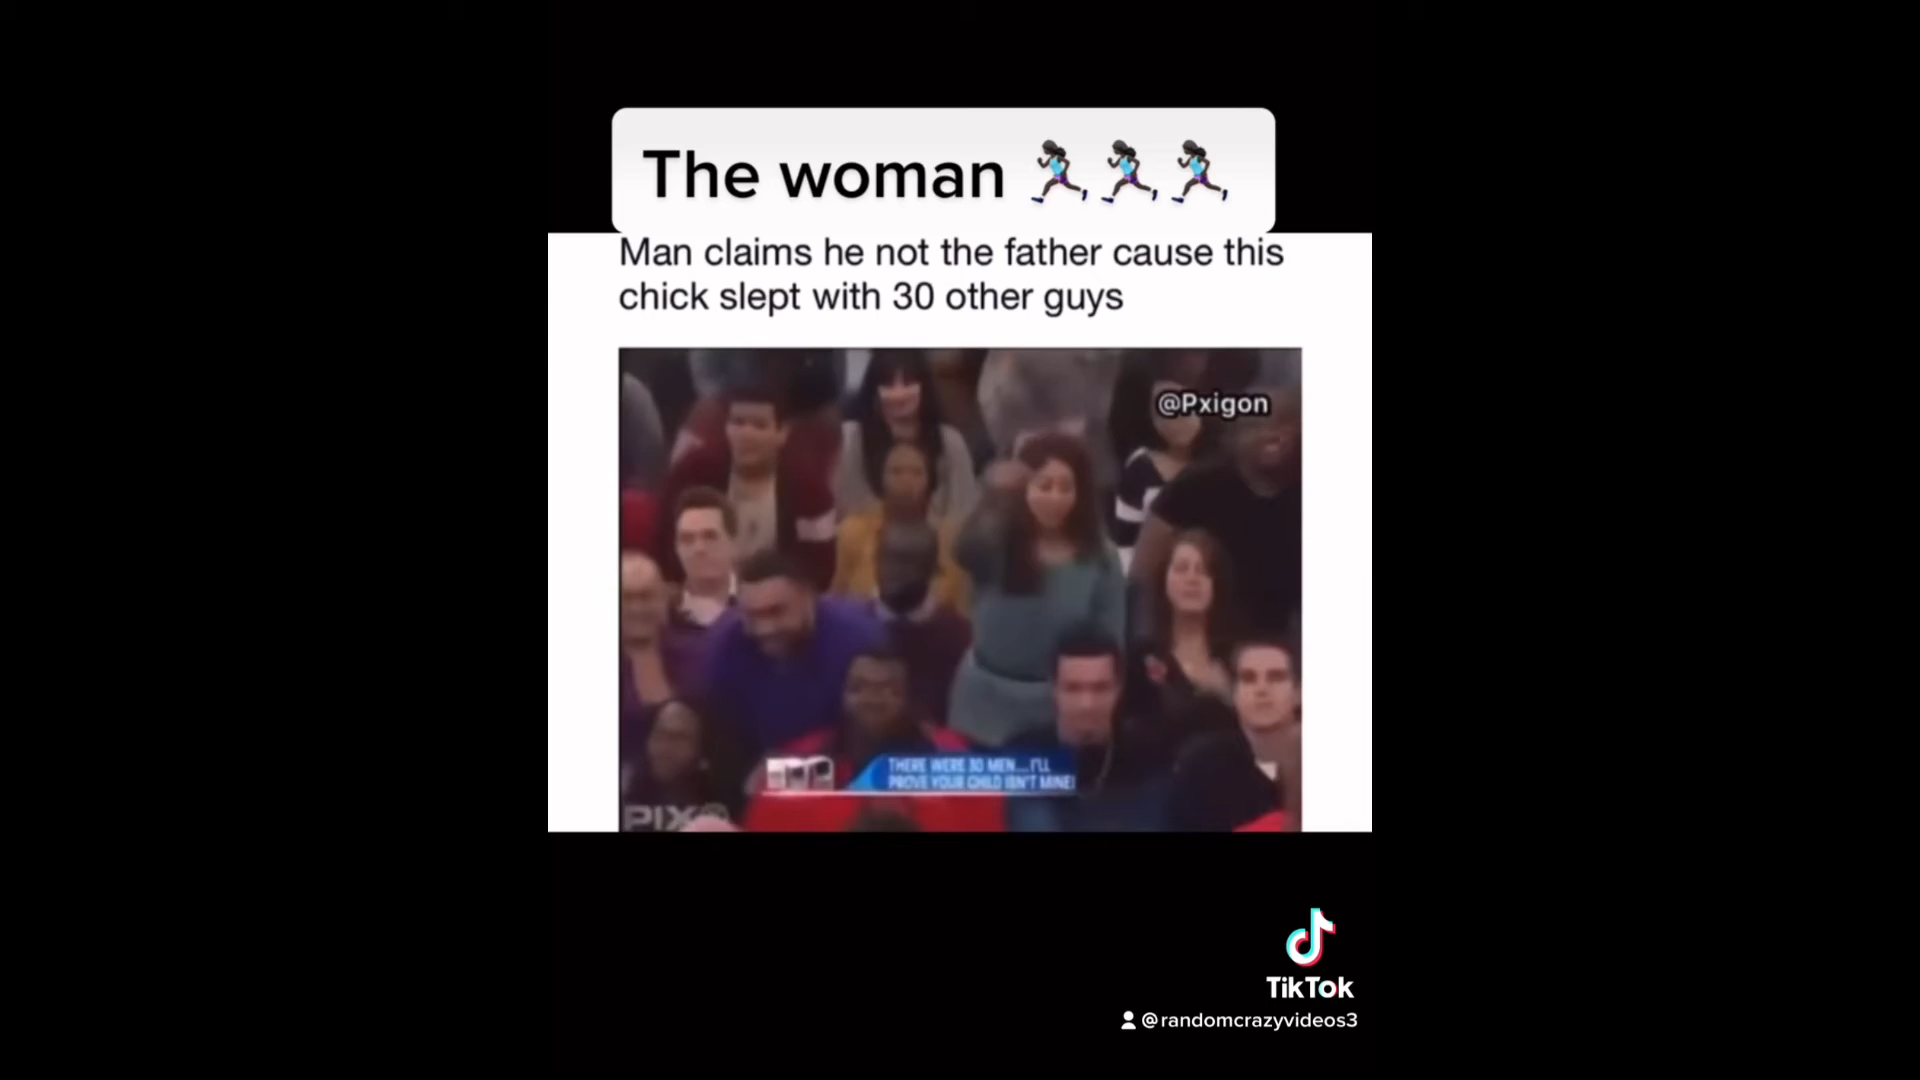 The woman 🏃🏿‍♀️🏃🏿‍♀️🏃🏿‍♀️
Man claims he not the father cause this
chick slept with 30 other guys
@Pxigon
THERE WERE 30 MEN....I'LL
PROVE YOUR CHILD ISN'T MINE!
PIX
TikTok
@randomcrazyvideos3